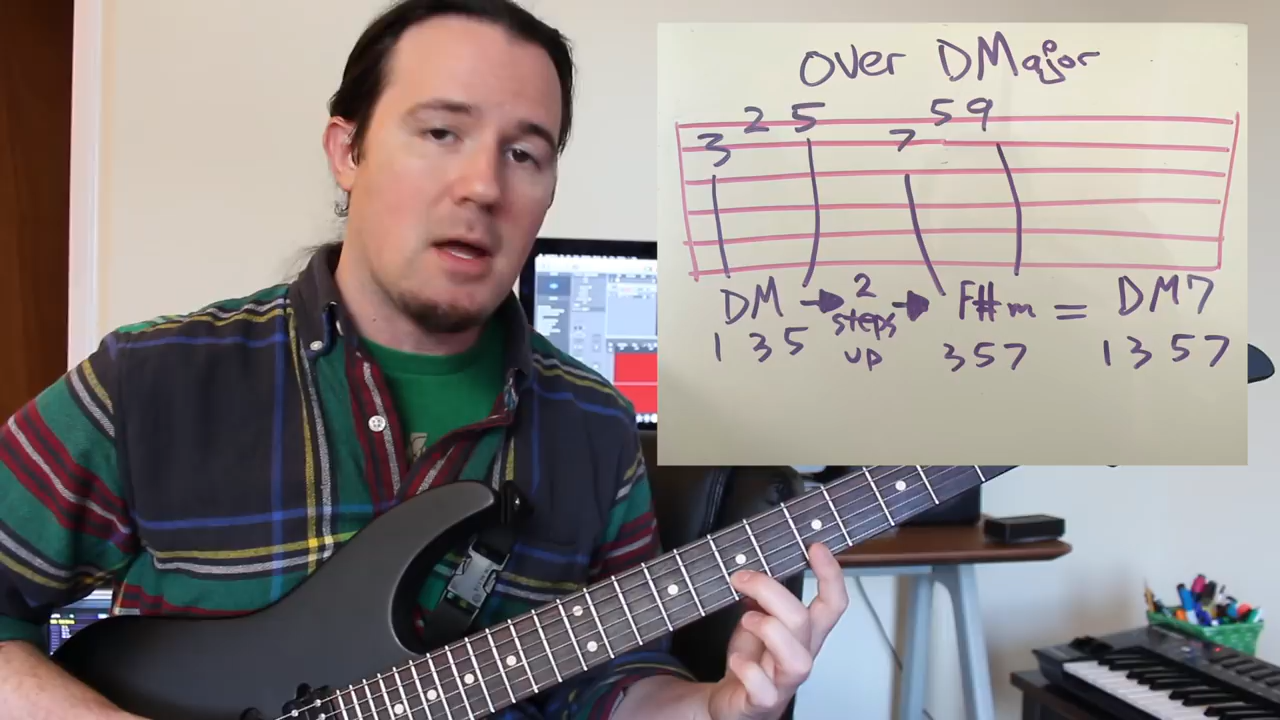 Over DMajor
2 5 5 9
3 7
DM → 2 steps up → F#m = DM7
1 3 5 3 5 7 1 3 5 7